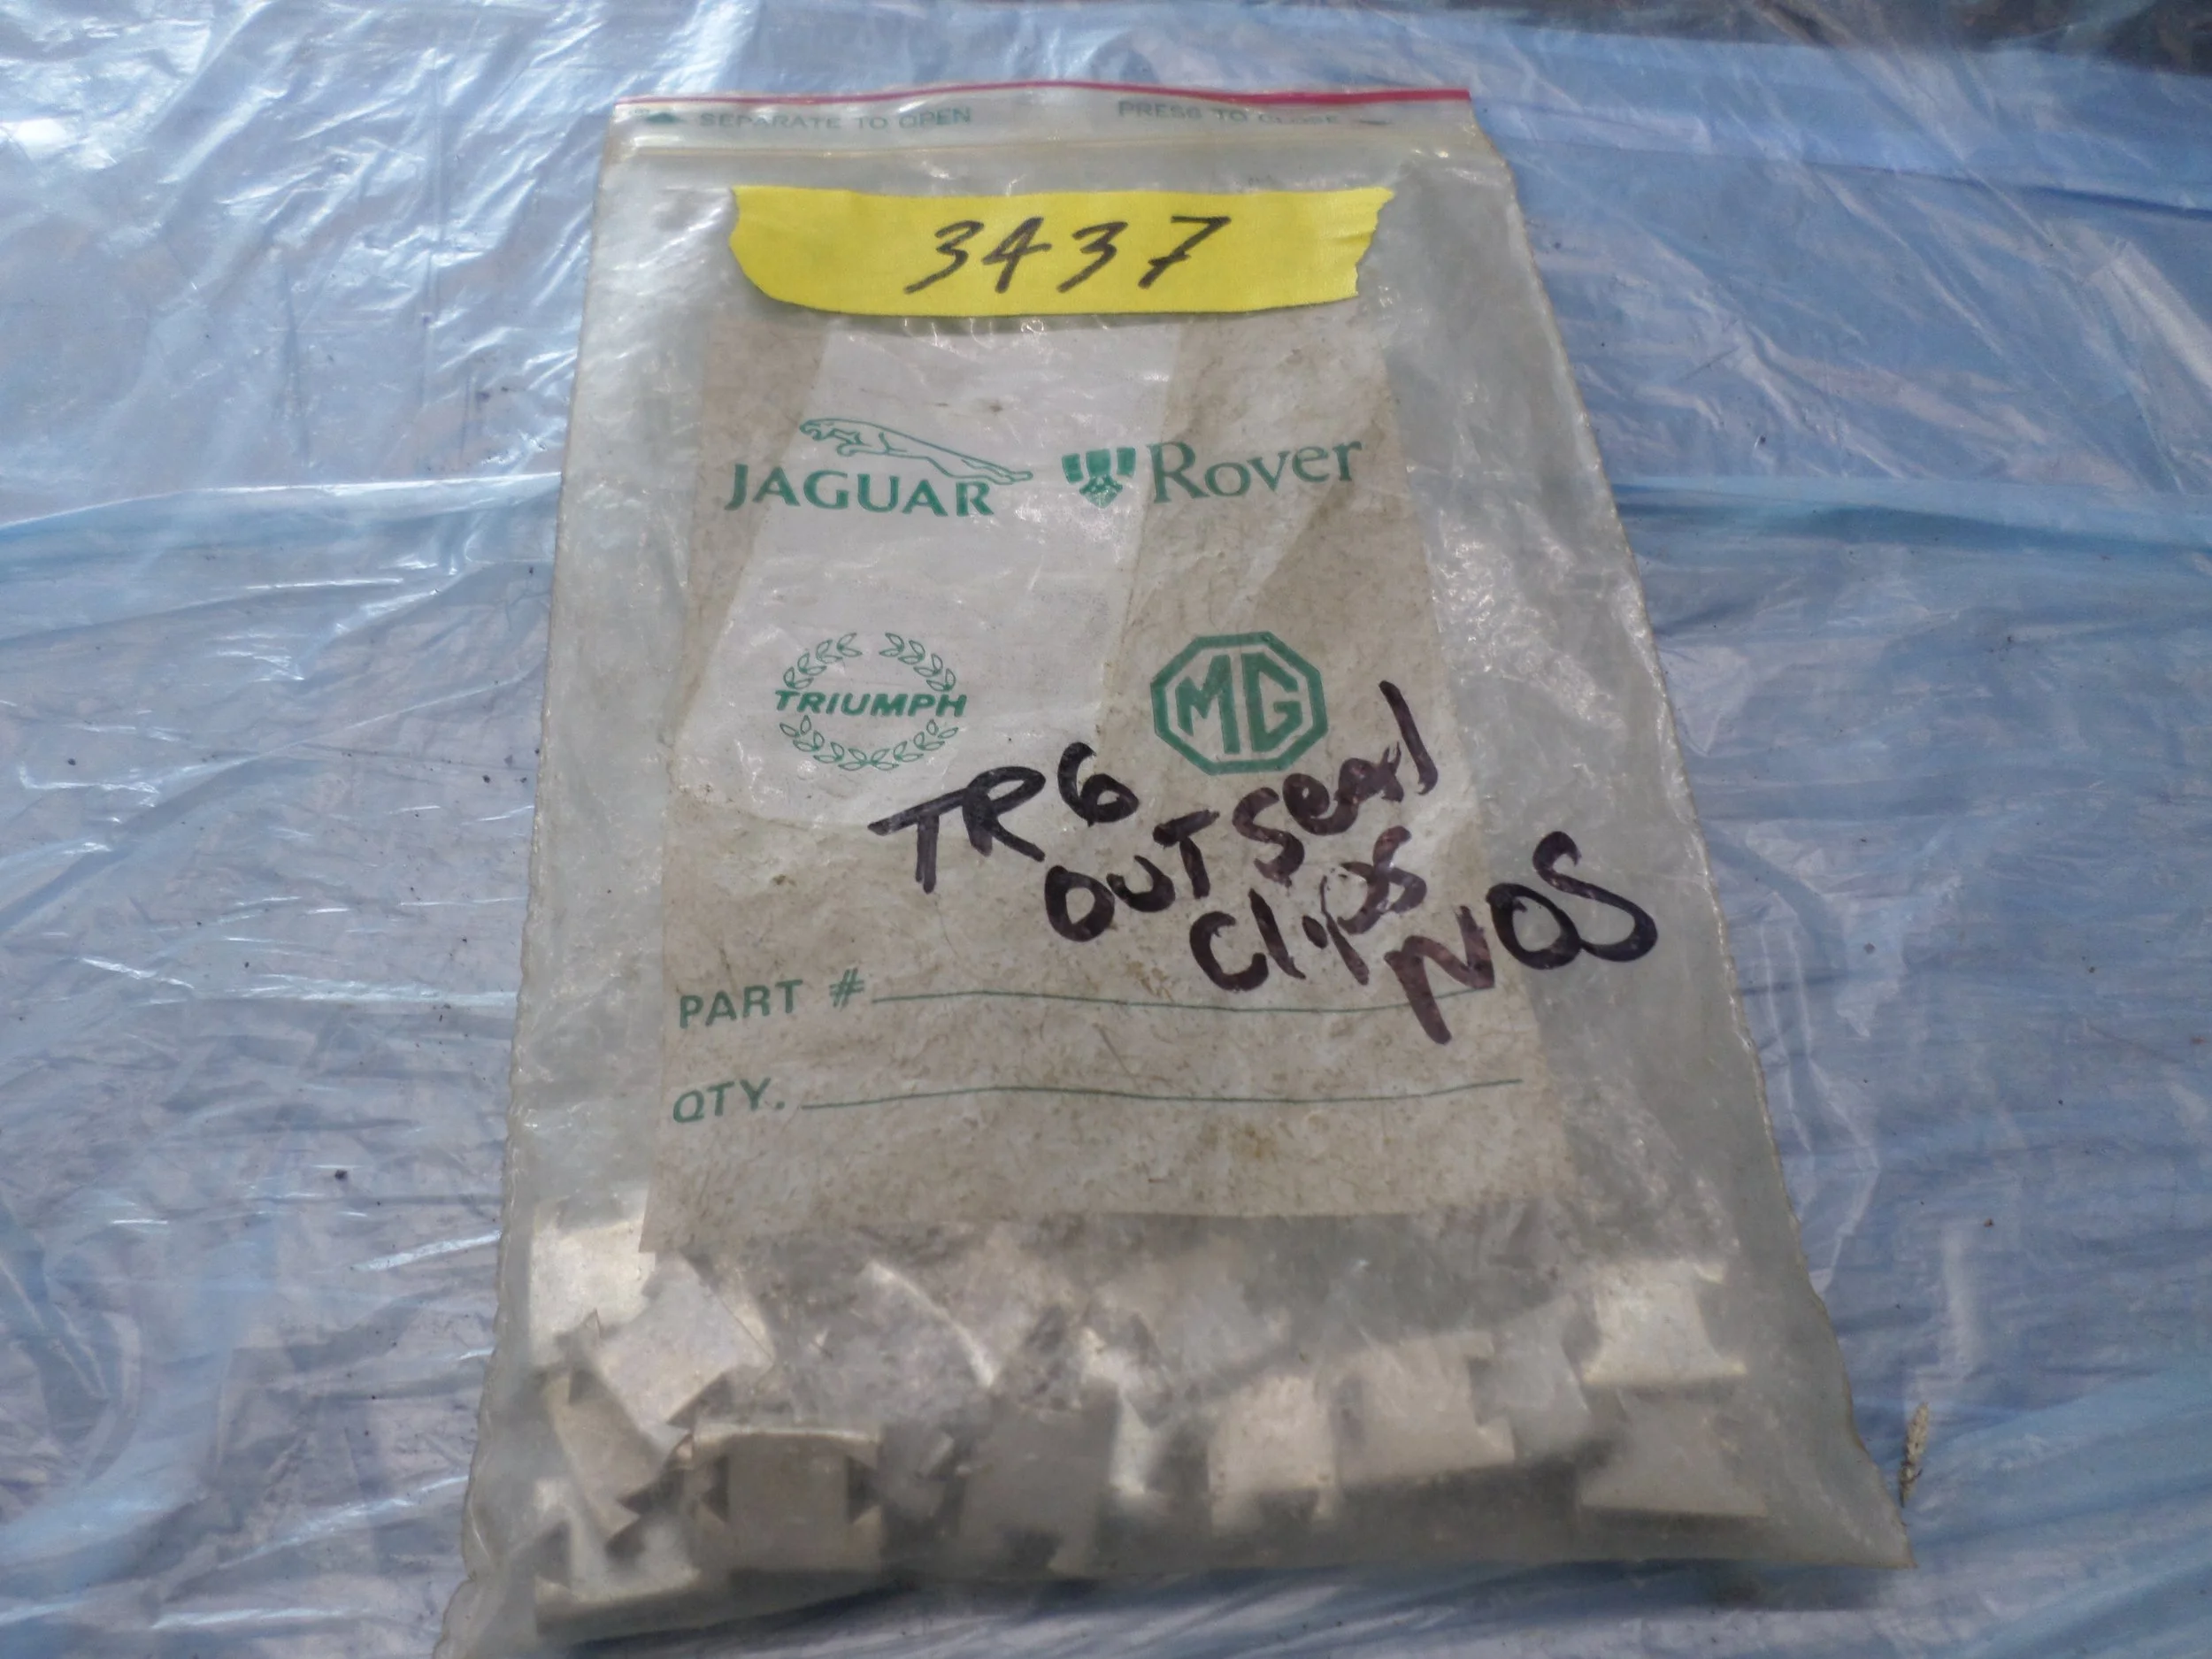 SEPARATE TO OPEN PRESS TO CLOSE
3437
JAGUAR Rover
TRIUMPH MG
TR6
OUT Seal
Clips
NOS
PART #
QTY.